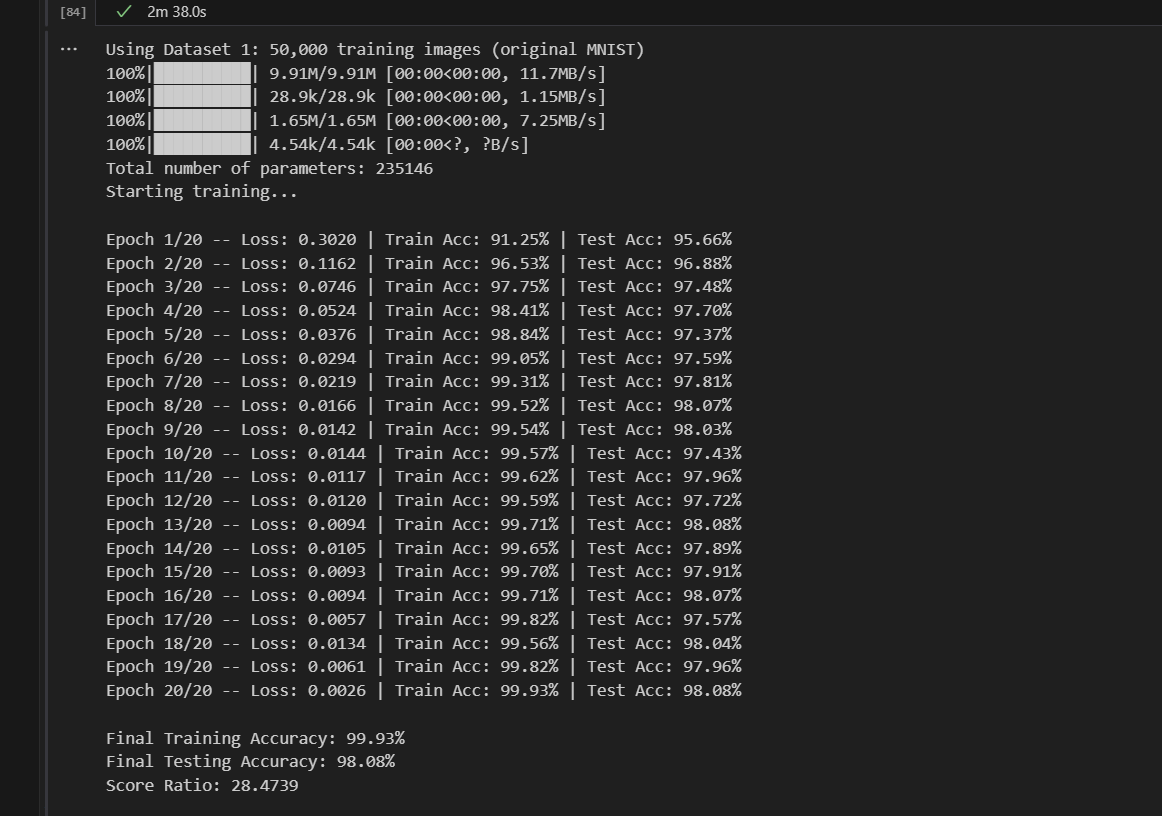 [84] ✓ 2m 38.0s
... Using Dataset 1: 50,000 training images (original MNIST)
100%|██████████| 9.91M/9.91M [00:00<00:00, 11.7MB/s]
100%|██████████| 28.9k/28.9k [00:00<00:00, 1.15MB/s]
100%|██████████| 1.65M/1.65M [00:00<00:00, 7.25MB/s]
100%|██████████| 4.54k/4.54k [00:00<?, ?B/s]
Total number of parameters: 235146
Starting training...
Epoch 1/20 -- Loss: 0.3020 | Train Acc: 91.25% | Test Acc: 95.66%
Epoch 2/20 -- Loss: 0.1162 | Train Acc: 96.53% | Test Acc: 96.88%
Epoch 3/20 -- Loss: 0.0746 | Train Acc: 97.75% | Test Acc: 97.48%
Epoch 4/20 -- Loss: 0.0524 | Train Acc: 98.41% | Test Acc: 97.70%
Epoch 5/20 -- Loss: 0.0376 | Train Acc: 98.84% | Test Acc: 97.37%
Epoch 6/20 -- Loss: 0.0294 | Train Acc: 99.05% | Test Acc: 97.59%
Epoch 7/20 -- Loss: 0.0219 | Train Acc: 99.31% | Test Acc: 97.81%
Epoch 8/20 -- Loss: 0.0166 | Train Acc: 99.52% | Test Acc: 98.07%
Epoch 9/20 -- Loss: 0.0142 | Train Acc: 99.54% | Test Acc: 98.03%
Epoch 10/20 -- Loss: 0.0144 | Train Acc: 99.57% | Test Acc: 97.43%
Epoch 11/20 -- Loss: 0.0117 | Train Acc: 99.62% | Test Acc: 97.96%
Epoch 12/20 -- Loss: 0.0120 | Train Acc: 99.59% | Test Acc: 97.72%
Epoch 13/20 -- Loss: 0.0094 | Train Acc: 99.71% | Test Acc: 98.08%
Epoch 14/20 -- Loss: 0.0105 | Train Acc: 99.65% | Test Acc: 97.89%
Epoch 15/20 -- Loss: 0.0093 | Train Acc: 99.70% | Test Acc: 97.91%
Epoch 16/20 -- Loss: 0.0094 | Train Acc: 99.71% | Test Acc: 98.07%
Epoch 17/20 -- Loss: 0.0057 | Train Acc: 99.82% | Test Acc: 97.57%
Epoch 18/20 -- Loss: 0.0134 | Train Acc: 99.56% | Test Acc: 98.04%
Epoch 19/20 -- Loss: 0.0061 | Train Acc: 99.82% | Test Acc: 97.96%
Epoch 20/20 -- Loss: 0.0026 | Train Acc: 99.93% | Test Acc: 98.08%
Final Training Accuracy: 99.93%
Final Testing Accuracy: 98.08%
Score Ratio: 28.4739